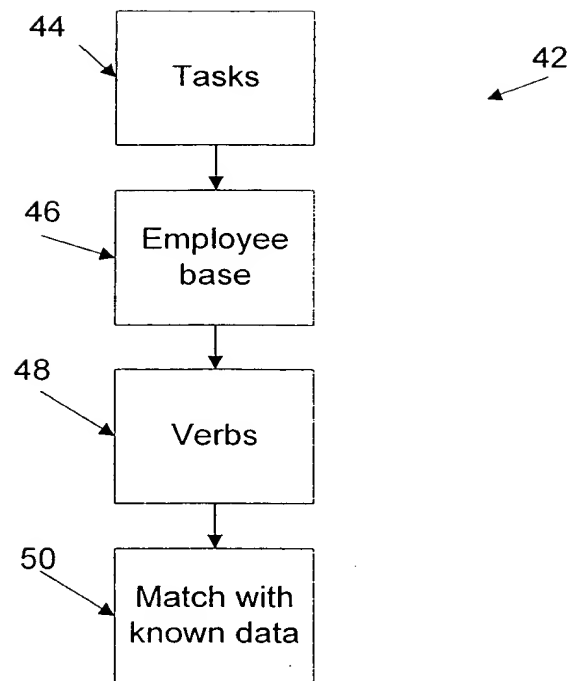 44
Tasks
42
46
Employee
base
48
Verbs
50
Match with
known data